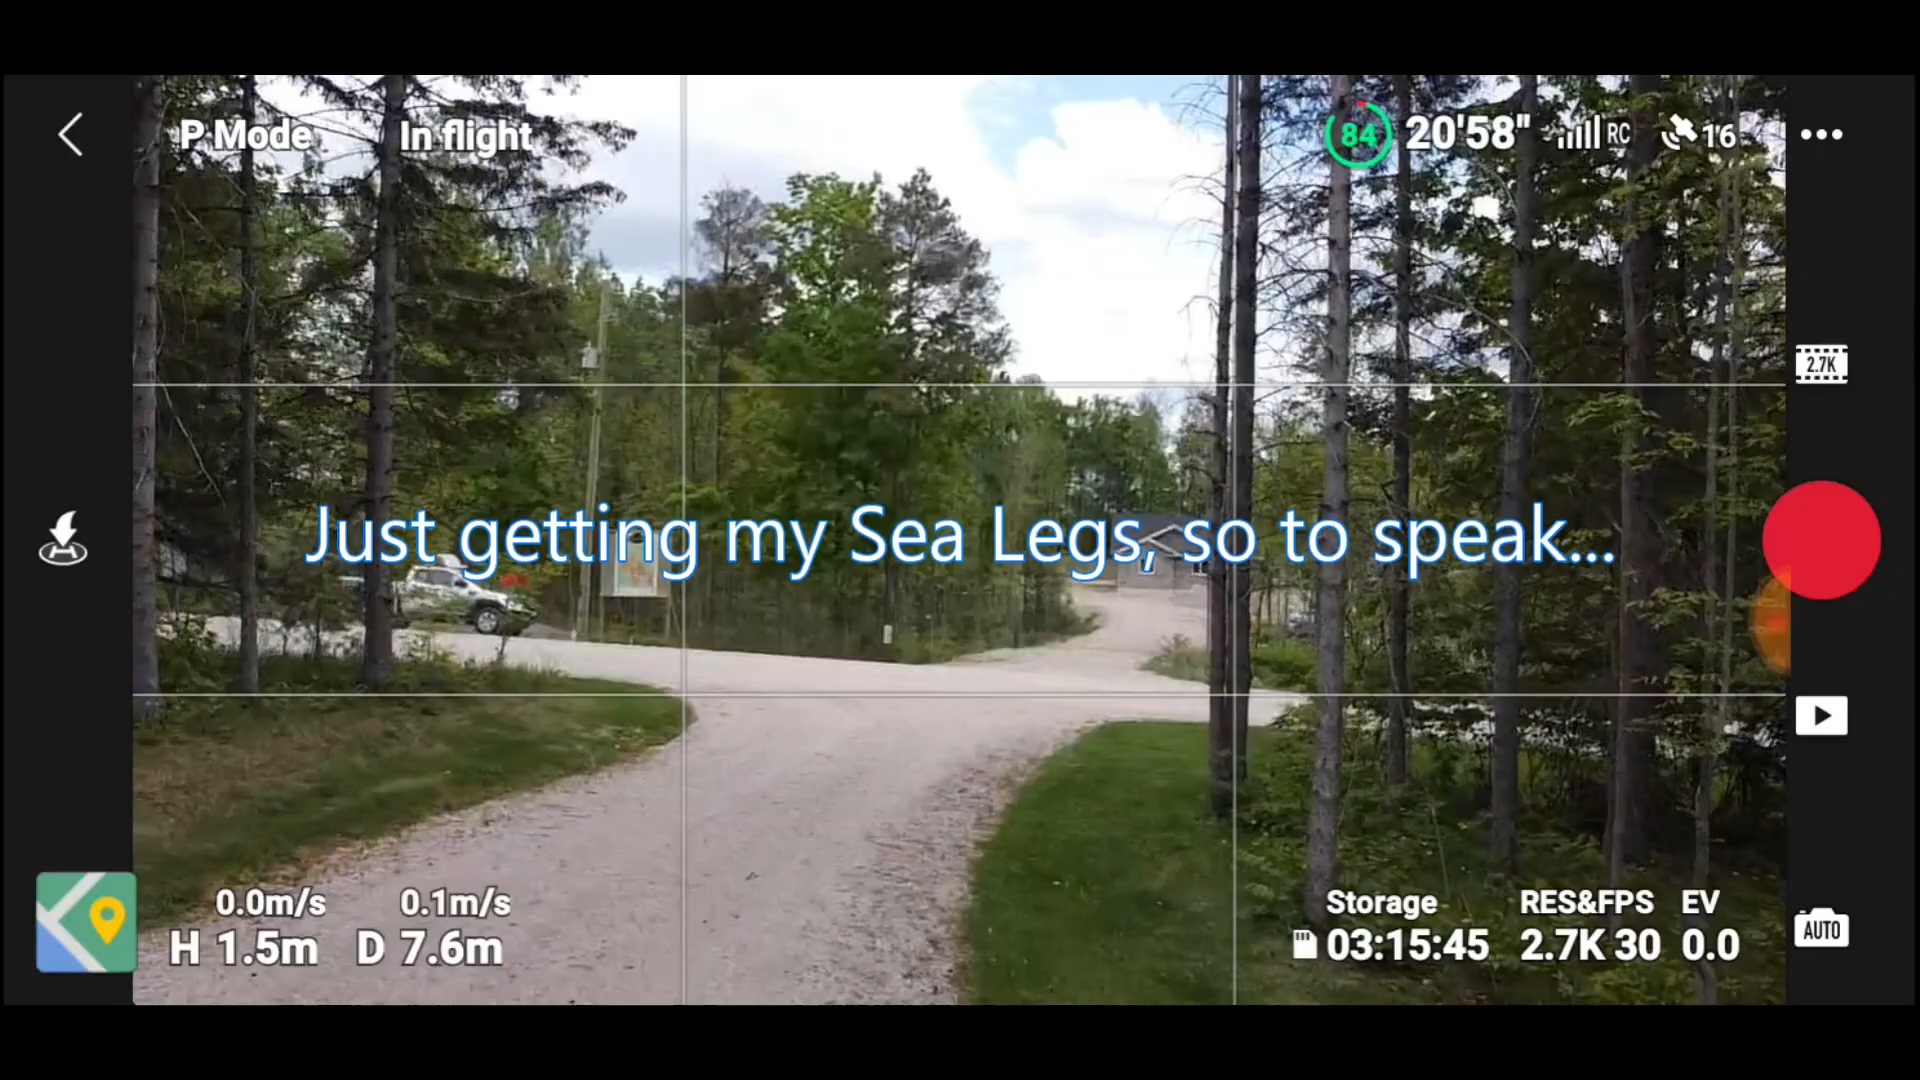 P Mode In flight 84 20'58" RC 16
2.7K
Just getting my Sea Legs, so to speak...
0.0m/s 0.1m/s
H 1.5m D 7.6m
Storage RES&FPS EV
03:15:45 2.7K 30 0.0
AUTO